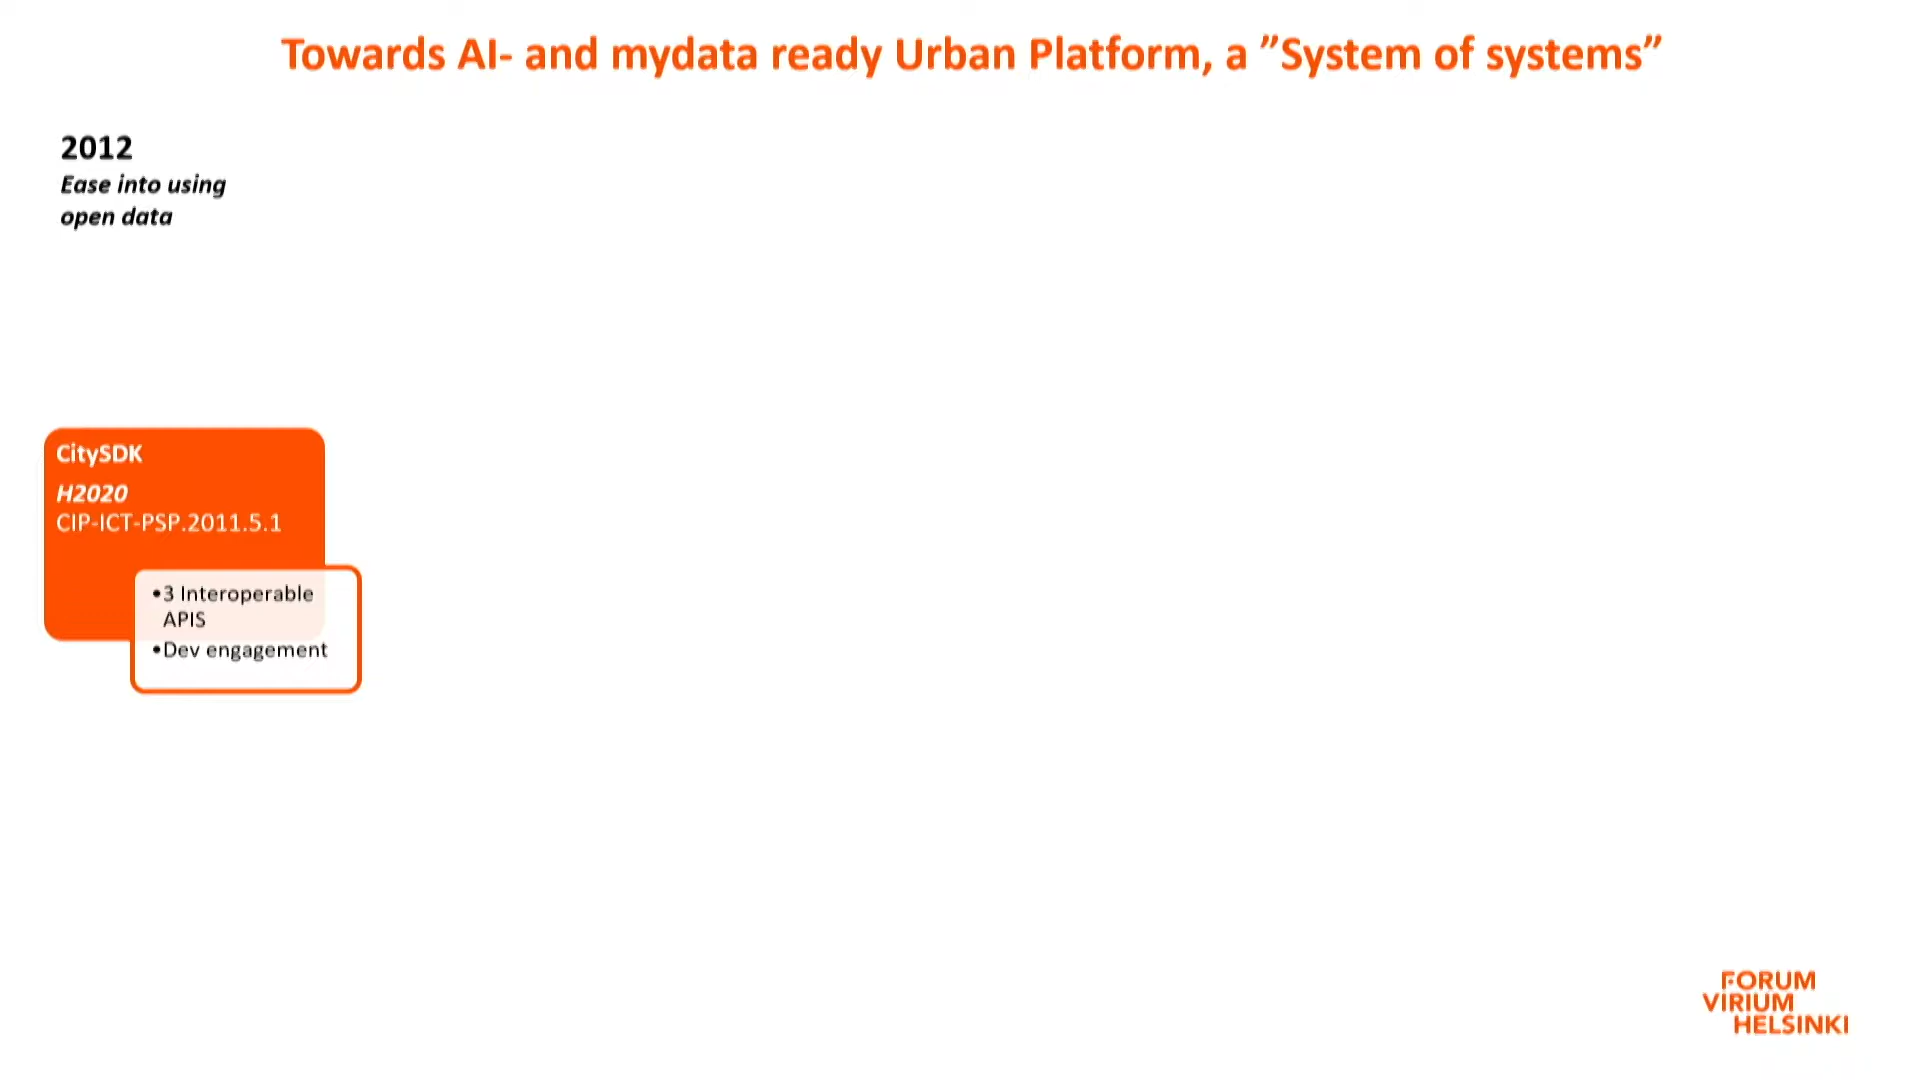 Towards AI- and mydata ready Urban Platform, a ”System of systems”
2012
Ease into using
open data
CitySDK
H2020
CIP-ICT-PSP.2011.5.1
•3 Interoperable
APIS
•Dev engagement
FORUM
VIRIUM
HELSINKI